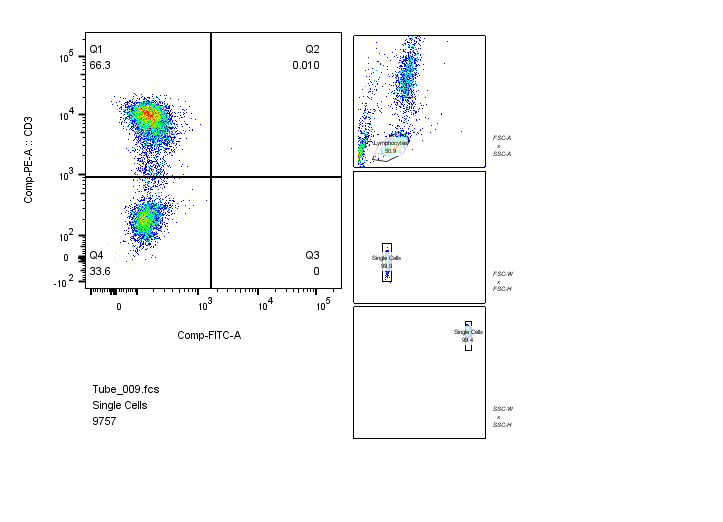 Q1
66.3
Q2
0.010
Q4
33.6
Q3
0
10^5
10^4
10^3
10^2
0
-10^2
Comp-PE-A :: CD3
0
10^3
10^4
10^5
Comp-FITC-A
Tube_009.fcs
Single Cells
9757
Lymphocytes
50.9
FSC-A
x
SSC-A
Single Cells
99.9
FSC-W
x
FSC-H
Single Cells
99.4
SSC-W
x
SSC-H